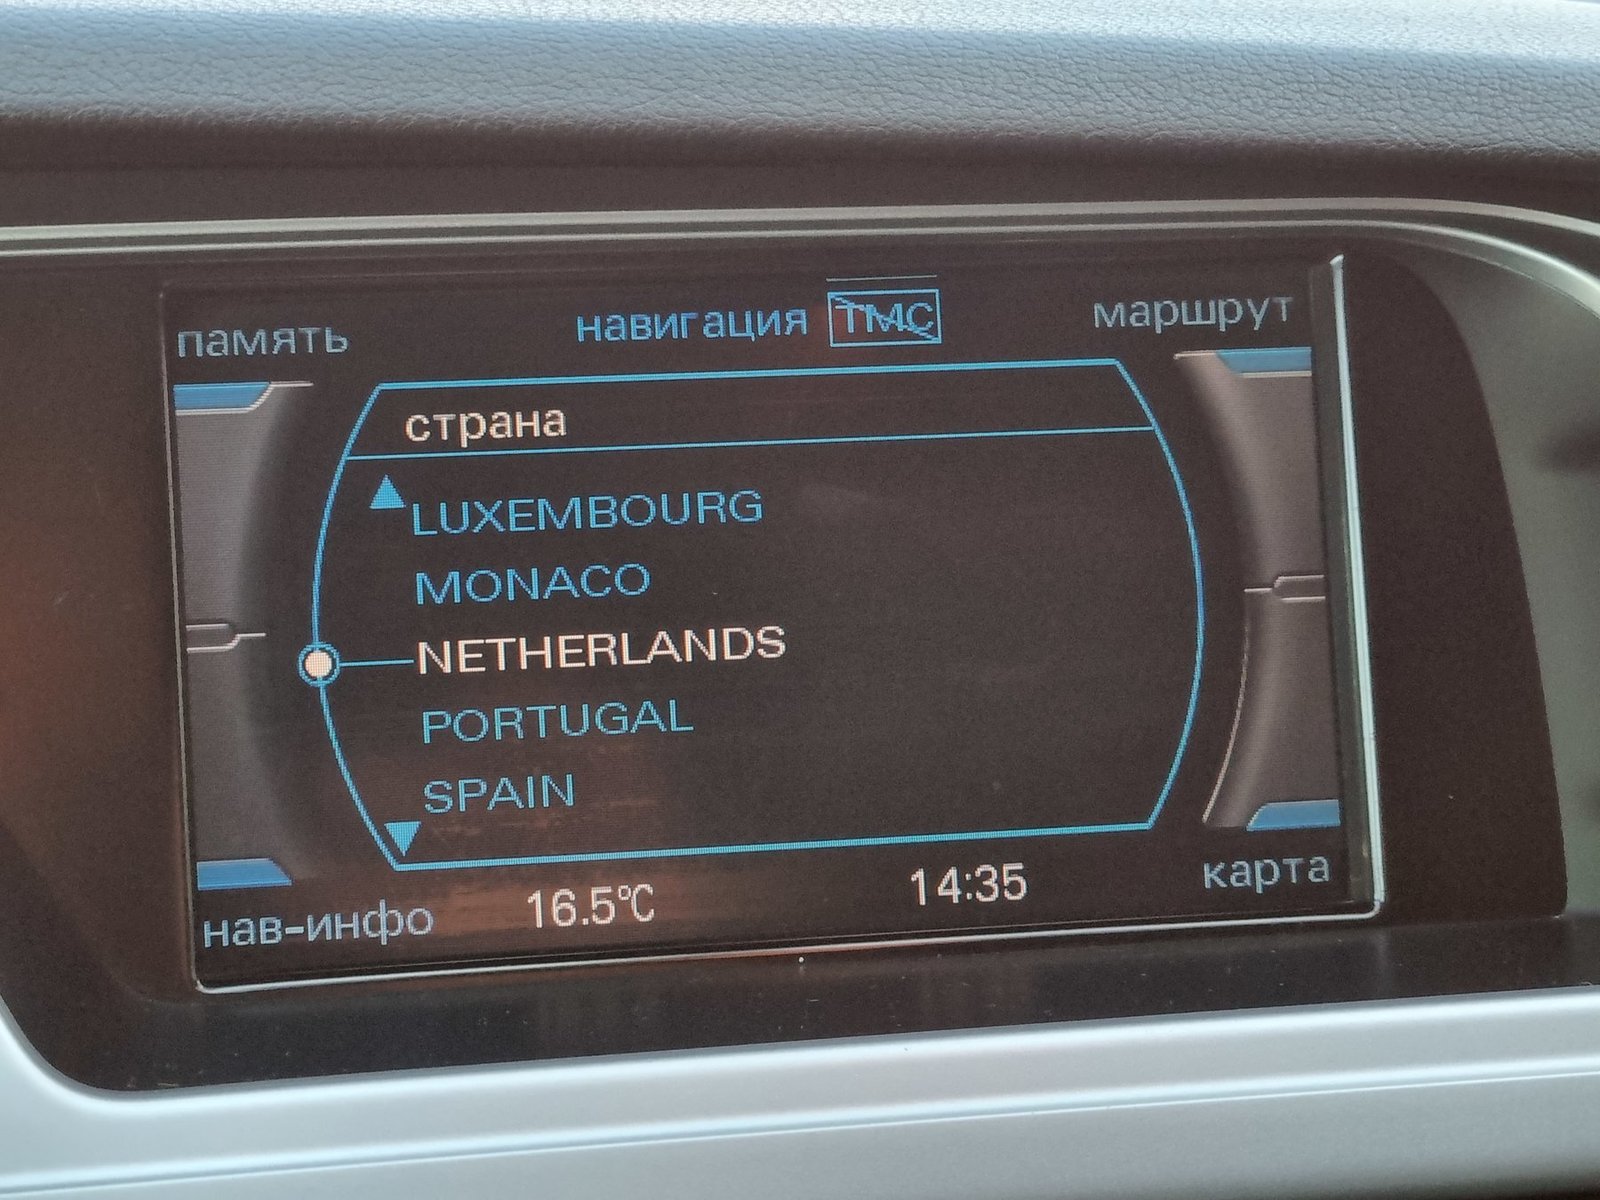 память
навигация TMC
маршрут
страна
LUXEMBOURG
MONACO
NETHERLANDS
PORTUGAL
SPAIN
нав-инфо
16.5°C
14:35
карта